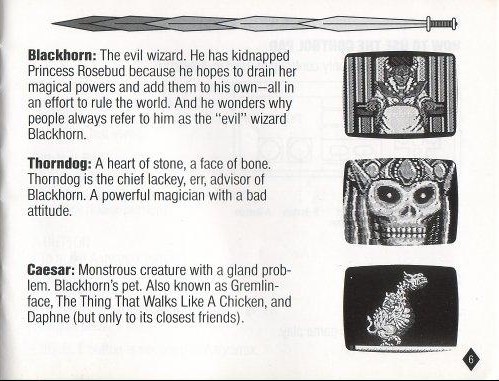 Blackhorn: The evil wizard. He has kidnapped
Princess Rosebud because he hopes to drain her
magical powers and add them to his own—all in
an effort to rule the world. And he wonders why
people always refer to him as the “evil” wizard
Blackhorn.
Thorndog: A heart of stone, a face of bone.
Thorndog is the chief lackey, err, advisor of
Blackhorn. A powerful magician with a bad
attitude.
Caesar: Monstrous creature with a gland prob-
lem. Blackhorn's pet. Also known as Gremlin-
face, The Thing That Walks Like A Chicken, and
Daphne (but only to its closest friends).
6